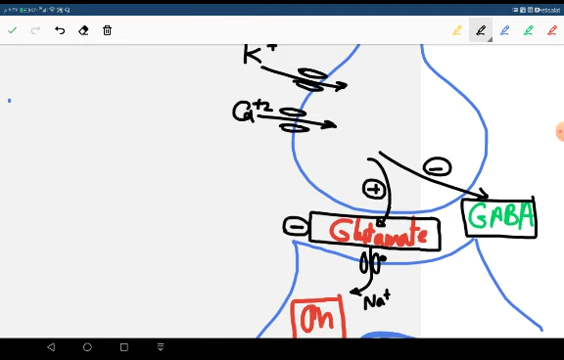 K+
Ca+2
−
+
GABA
− Glutamate
Na+
On